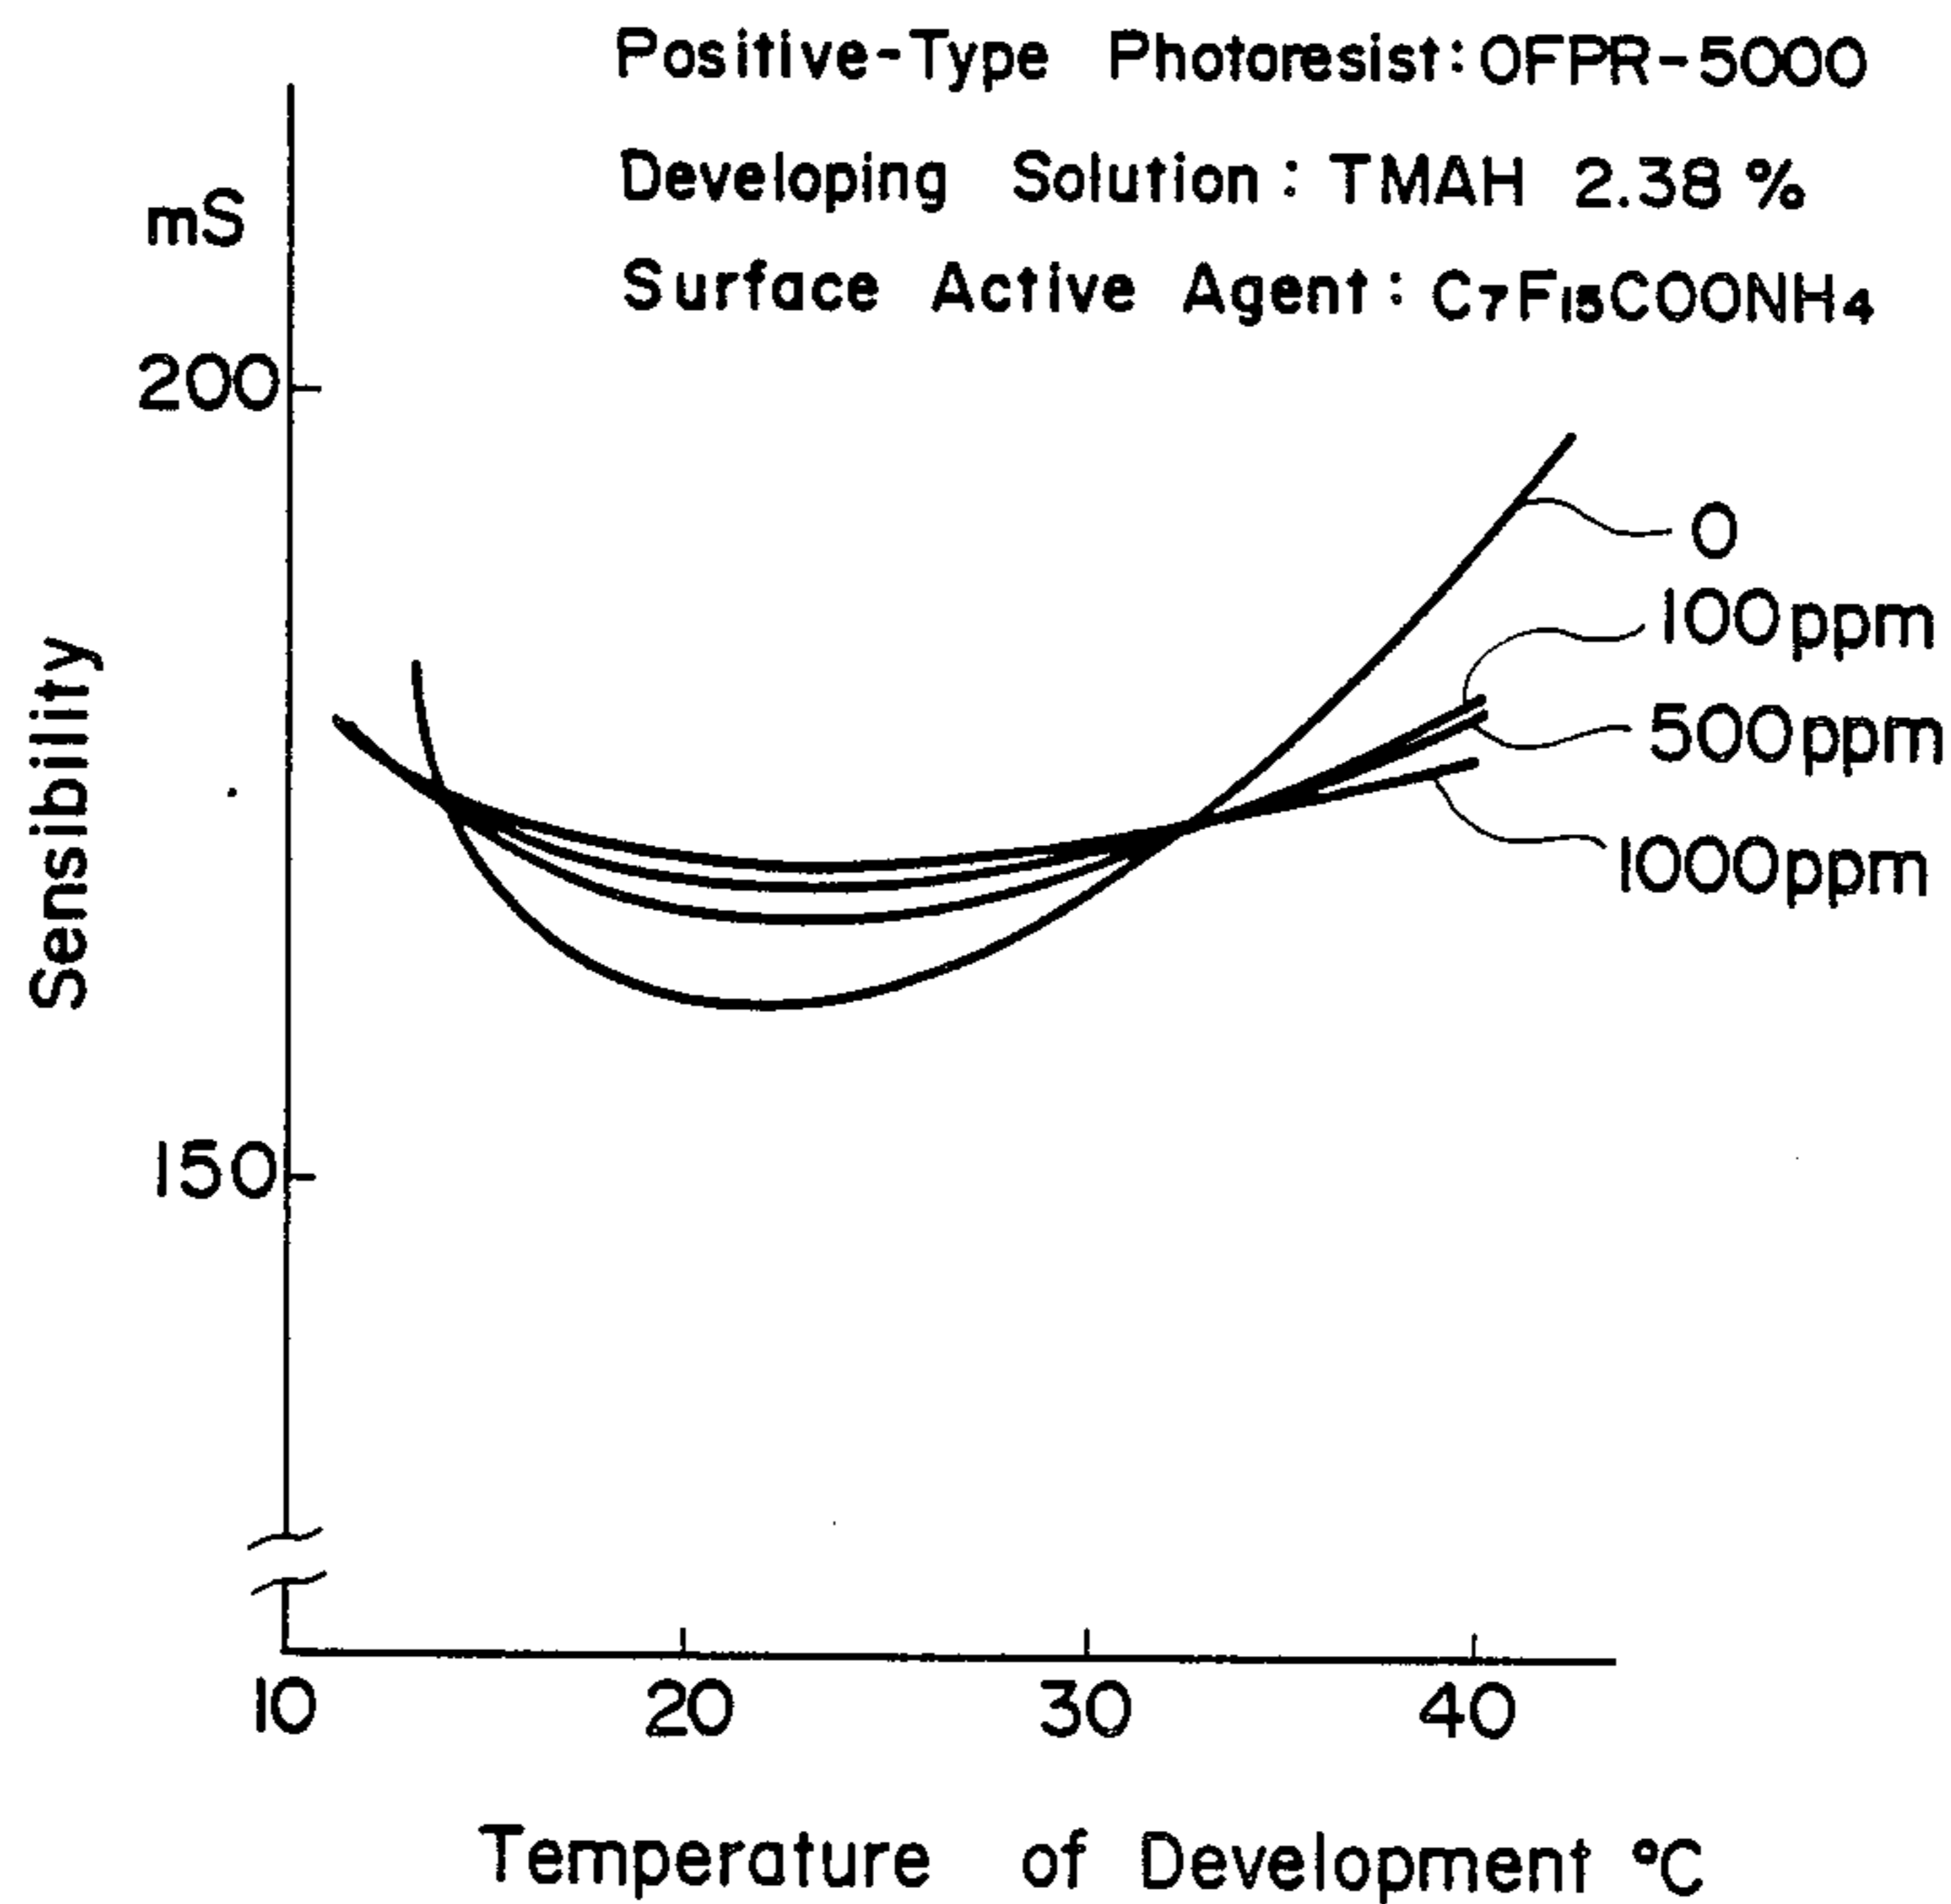 Positive-Type Photoresist: OFPR-5000
Developing Solution: TMAH 2.38 %
Surface Active Agent: C7F15COONH4
mS
200
150
Sensibility
0
100ppm
500ppm
1000ppm
10 20 30 40
Temperature of Development °C